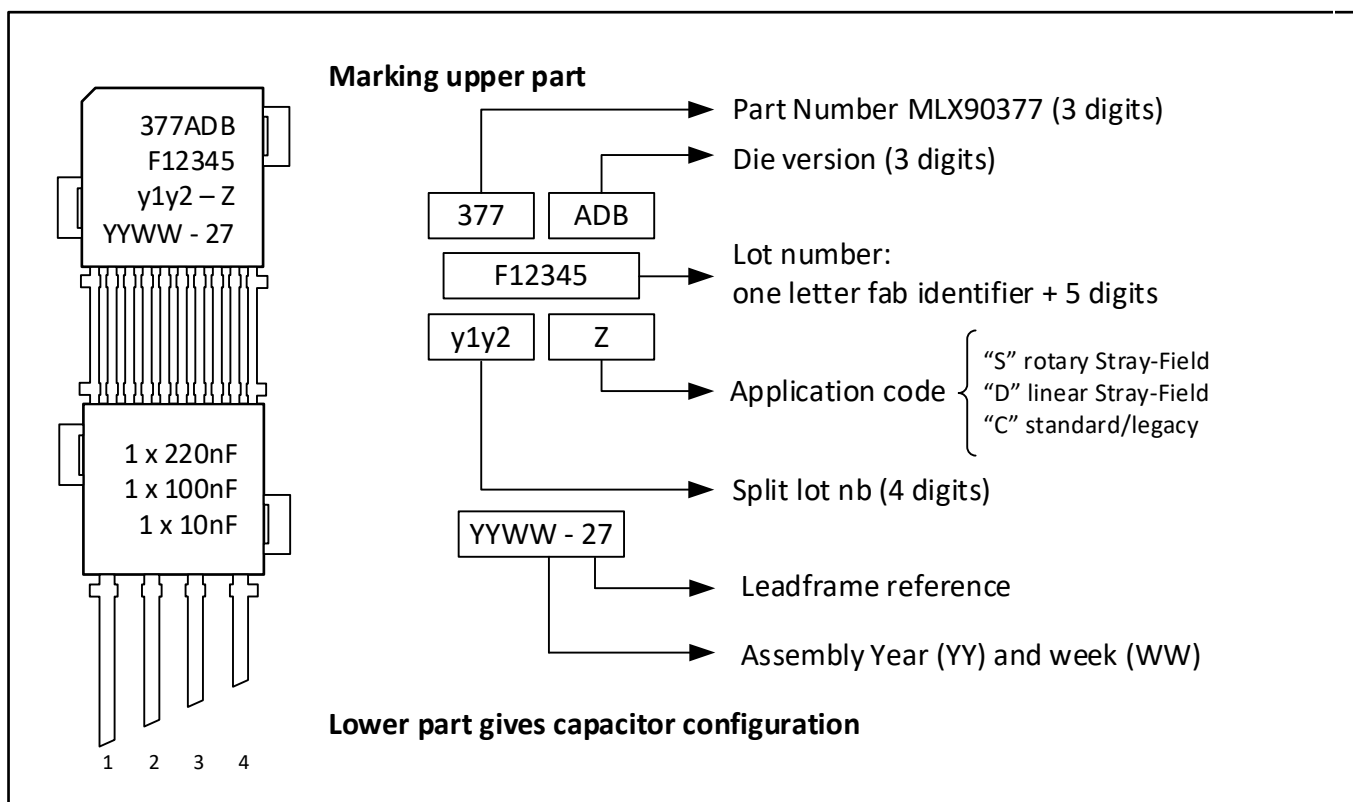 Marking upper part
377ADB
F12345
y1y2 – Z
YYWW - 27
1 x 220nF
1 x 100nF
1 x 10nF
1 2 3 4
Part Number MLX90377 (3 digits)
Die version (3 digits)
377 ADB
F12345
Lot number:
one letter fab identifier + 5 digits
y1y2 Z
Application code
“S” rotary Stray-Field
“D” linear Stray-Field
“C” standard/legacy
Split lot nb (4 digits)
YYWW - 27
Leadframe reference
Assembly Year (YY) and week (WW)
Lower part gives capacitor configuration